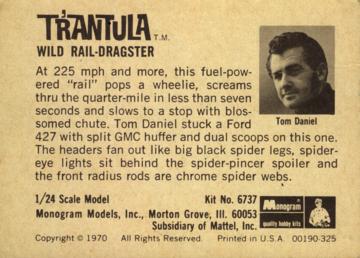 T'RANTULA T.M.
WILD RAIL-DRAGSTER
At 225 mph and more, this fuel-pow-
ered "rail" pops a wheelie, screams
thru the quarter-mile in less than seven
seconds and slows to a stop with blos-
somed chute. Tom Daniel stuck a Ford
427 with split GMC huffer and dual scoops on this one.
The headers fan out like big black spider legs, spider-
eye lights sit behind the spider-pincer spoiler and
the front radius rods are chrome spider webs.
Tom Daniel
1/24 Scale Model Kit No. 6737
Monogram Models, Inc., Morton Grove, Ill. 60053
Subsidiary of Mattel, Inc.
Monogram
quality hobby kits
Copyright © 1970 All Rights Reserved. Printed in U.S.A. 00190-325